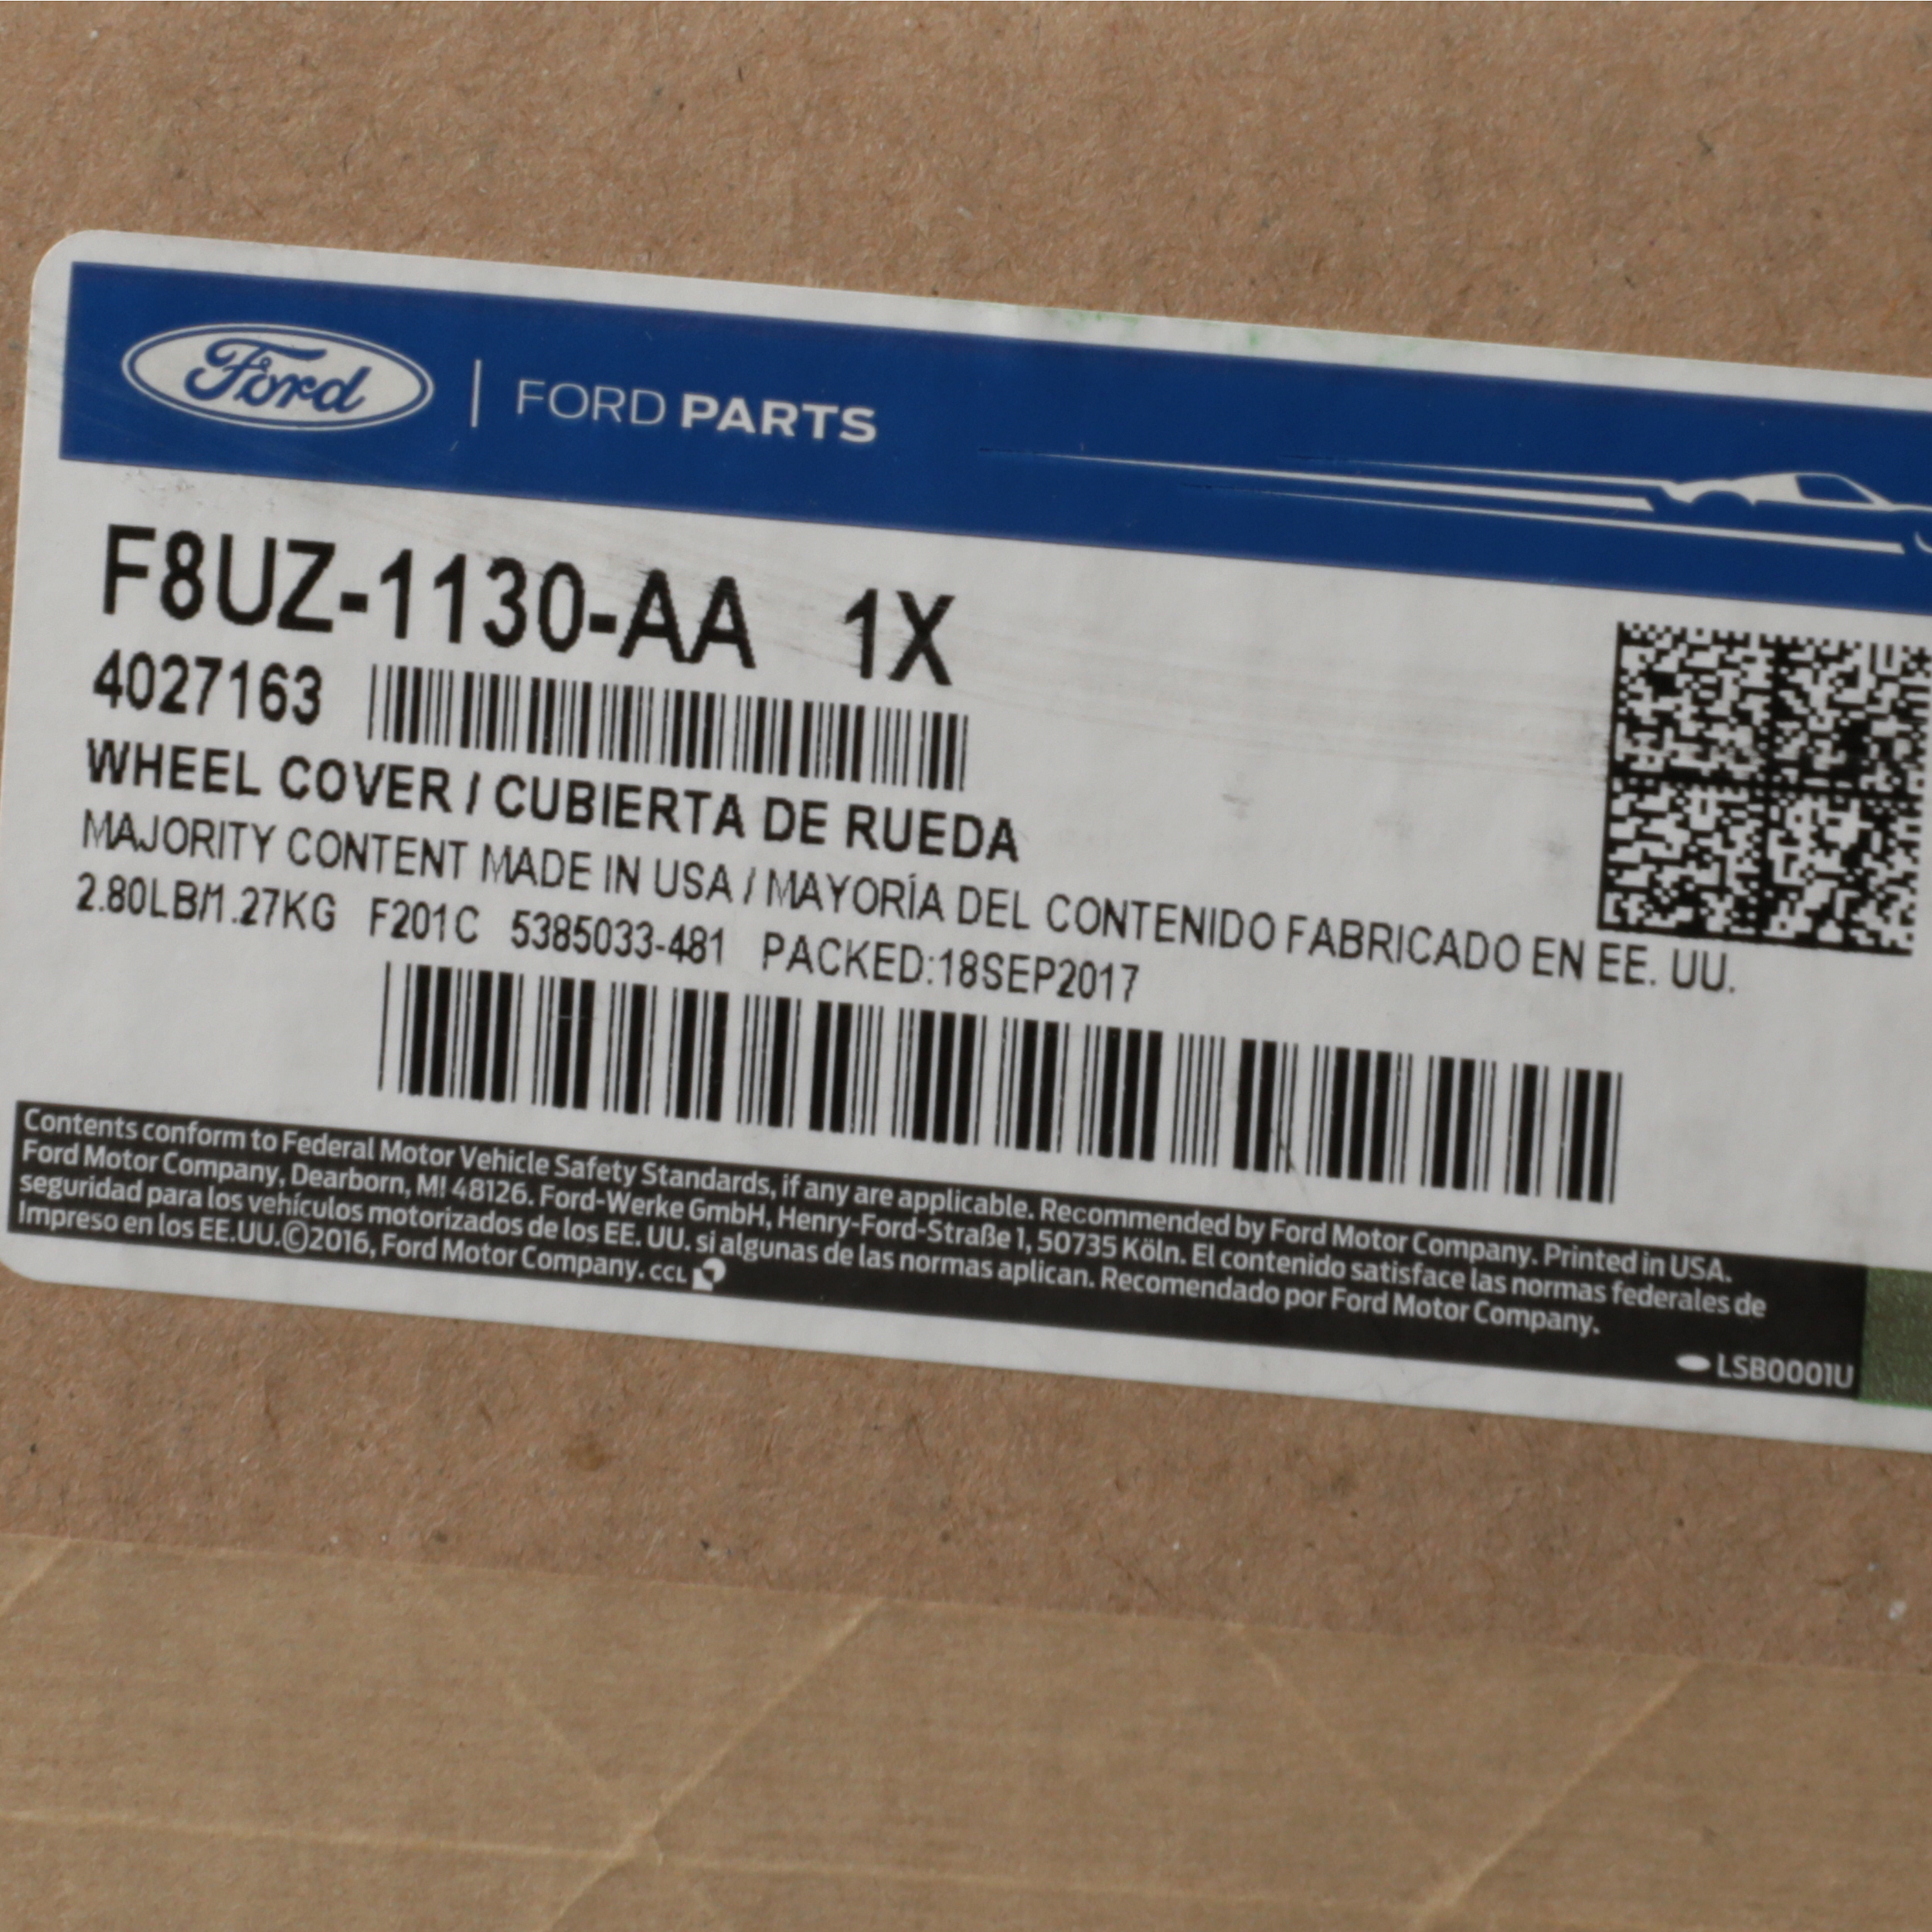 Ford | FORD PARTS
F8UZ-1130-AA 1X
4027163
WHEEL COVER / CUBIERTA DE RUEDA
MAJORITY CONTENT MADE IN USA / MAYORÍA DEL CONTENIDO FABRICADO EN EE. UU.
2.80LB/1.27KG F201C 5385033-481 PACKED:18SEP2017
Contents conform to Federal Motor Vehicle Safety Standards, if any are applicable. Recommended by Ford Motor Company. Printed in USA.
Ford Motor Company, Dearborn, MI 48126. Ford-Werke GmbH, Henry-Ford-Straße 1, 50735 Köln. El contenido satisface las normas federales de
seguridad para los vehículos motorizados de los EE. UU. si algunas de las normas aplican. Recomendado por Ford Motor Company.
Impreso en los EE.UU.©2016, Ford Motor Company. CCL
LSB0001U